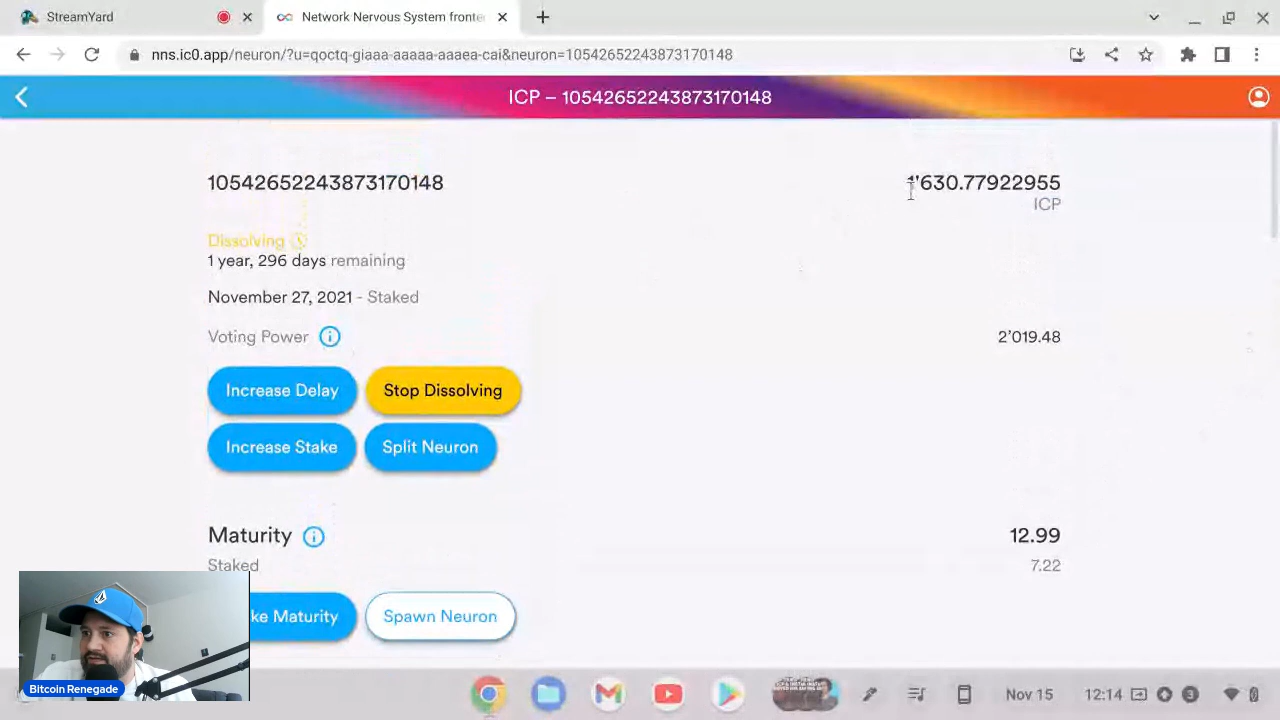 StreamYard
Network Nervous System fronte
nns.ic0.app/neuron/?u=qoctq-giaaa-aaaaa-aaaea-cai&neuron=10542652243873170148
ICP – 10542652243873170148
10542652243873170148
1'630.77922955
ICP
Dissolving
1 year, 296 days remaining
November 27, 2021 - Staked
Voting Power
2'019.48
Increase Delay
Stop Dissolving
Increase Stake
Split Neuron
Maturity
12.99
Staked
7.22
ke Maturity
Spawn Neuron
Bitcoin Renegade
Nov 15
12:14
3